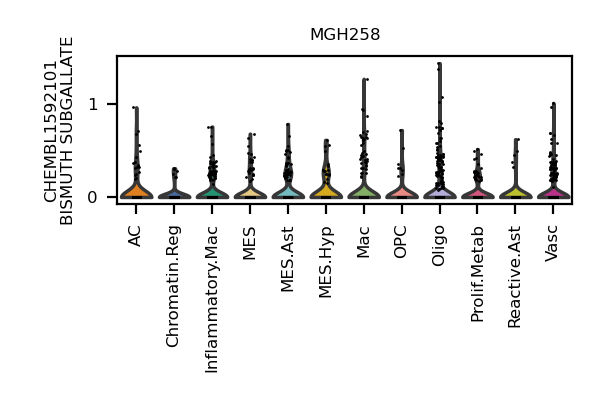 MGH258
CHEMBL1592101
BISMUTH SUBGALLATE
1
0
AC
Chromatin.Reg
Inflammatory.Mac
MES
MES.Ast
MES.Hyp
Mac
OPC
Oligo
Prolif.Metab
Reactive.Ast
Vasc